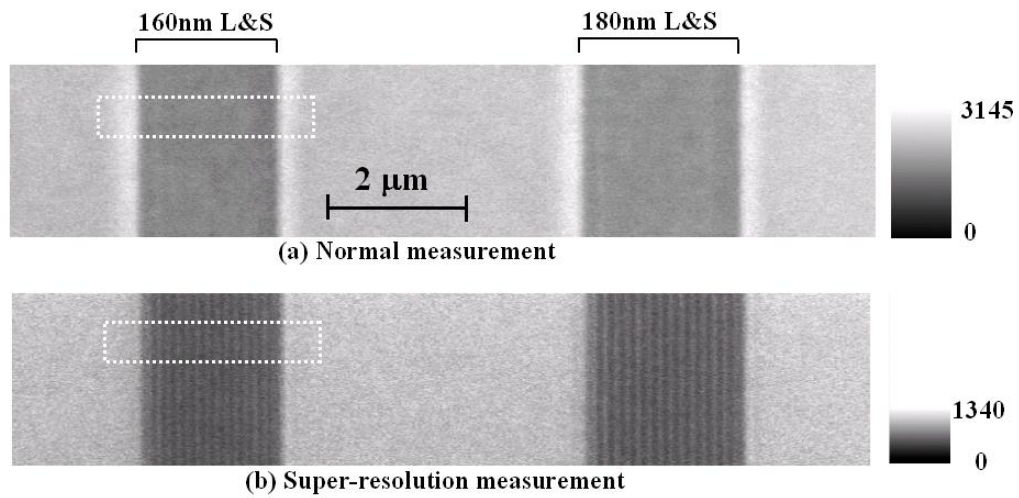 160nm L&S
180nm L&S
3145
2 μm
0
(a) Normal measurement
1340
0
(b) Super-resolution measurement